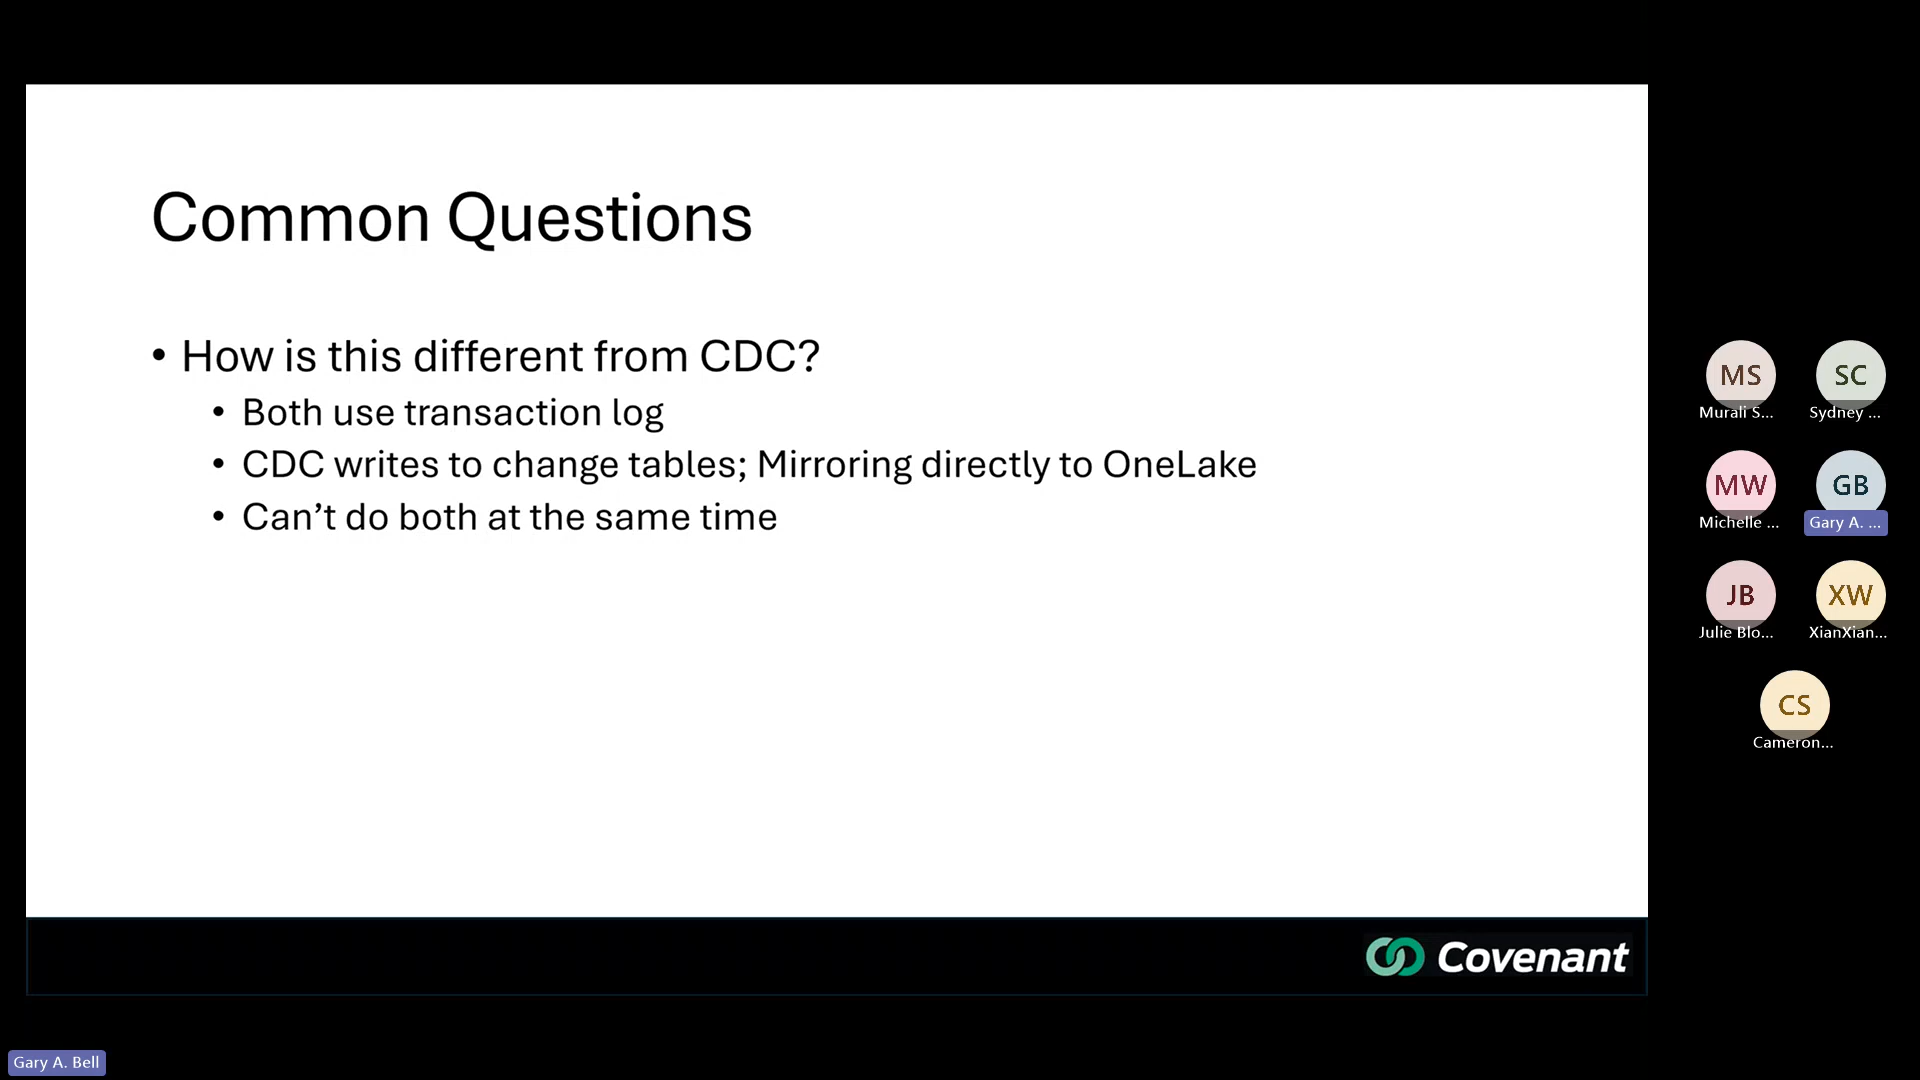 Common Questions
• How is this different from CDC?
• Both use transaction log
• CDC writes to change tables; Mirroring directly to OneLake
• Can’t do both at the same time
Covenant
MS
Murali S...
SC
Sydney ...
MW
Michelle ...
GB
Gary A. ...
JB
Julie Blo...
XW
XianXian...
CS
Cameron...
Gary A. Bell